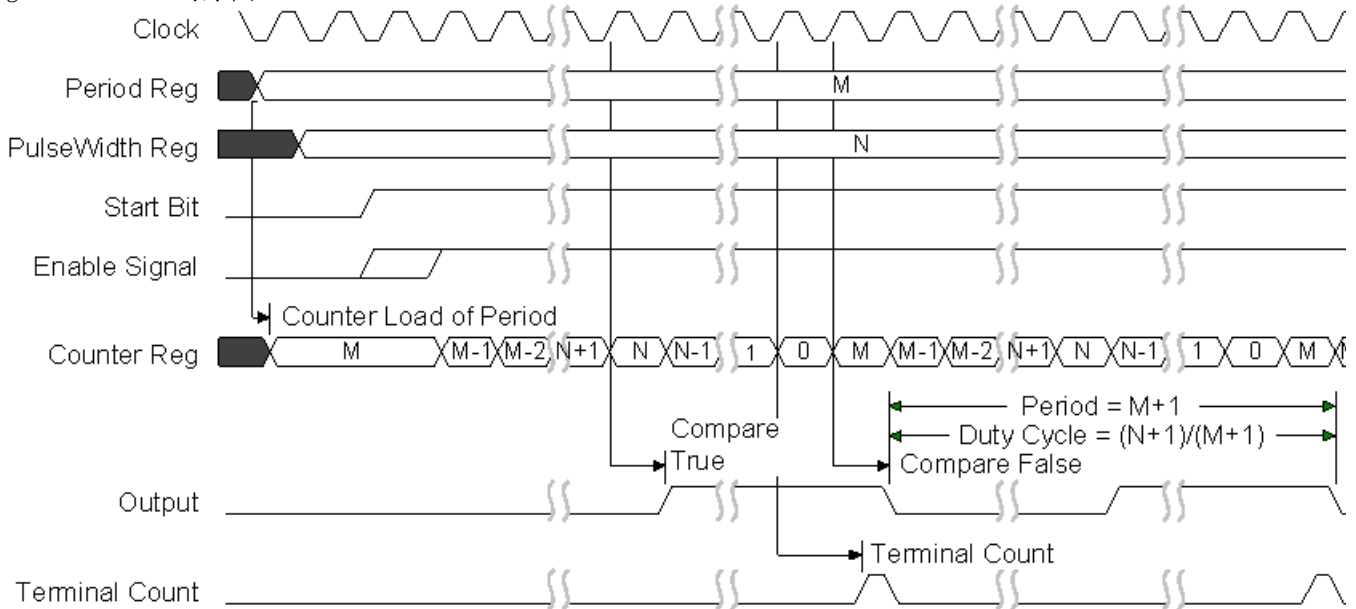 Clock
Period Reg
M
PulseWidth Reg
N
Start Bit
Enable Signal
Counter Load of Period
Counter Reg
M M-1 M-2 N+1 N N-1 1 0 M M-1 M-2 N+1 N N-1 1 0 M
Period = M+1
Duty Cycle = (N+1)/(M+1)
Compare
True
Compare False
Output
Terminal Count
Terminal Count